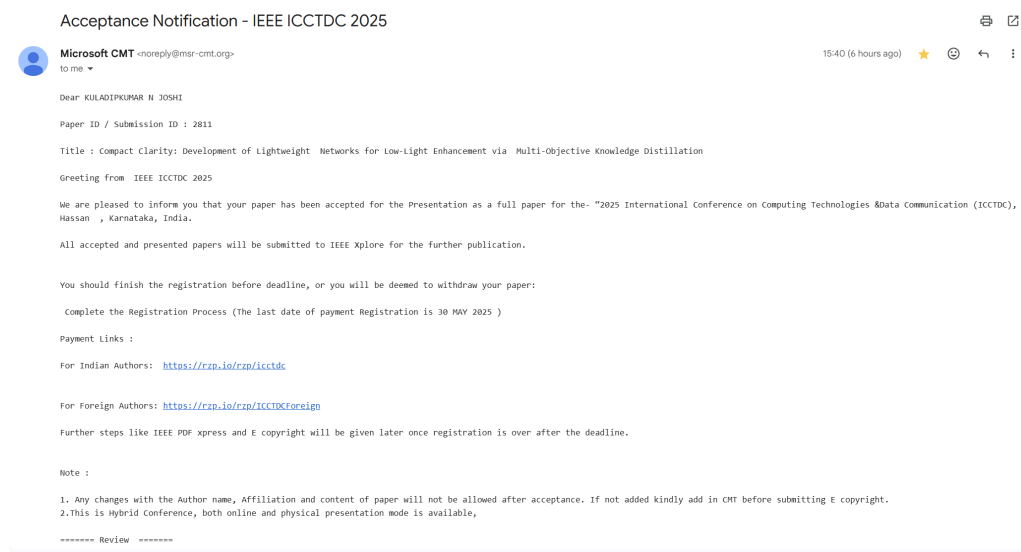 Acceptance Notification - IEEE ICCTDC 2025
Microsoft CMT <noreply@msr-cmt.org>
15:40 (6 hours ago)
to me
Dear KULADIPKUMAR N JOSHI
Paper ID / Submission ID : 2811
Title : Compact Clarity: Development of Lightweight  Networks for Low-Light Enhancement via  Multi-Objective Knowledge Distillation
Greeting from  IEEE ICCTDC 2025
We are pleased to inform you that your paper has been accepted for the Presentation as a full paper for the- “2025 International Conference on Computing Technologies &Data Communication (ICCTDC),
Hassan  , Karnataka, India.
All accepted and presented papers will be submitted to IEEE Xplore for the further publication.
You should finish the registration before deadline, or you will be deemed to withdraw your paper:
Complete the Registration Process (The last date of payment Registration is 30 MAY 2025 )
Payment Links :
For Indian Authors:  https://rzp.io/rzp/icctdc
For Foreign Authors: https://rzp.io/rzp/ICCTDCForeign
Further steps like IEEE PDF xpress and E copyright will be given later once registration is over after the deadline.
Note :
1. Any changes with the Author name, Affiliation and content of paper will not be allowed after acceptance. If not added kindly add in CMT before submitting E copyright.
2.This is Hybrid Conference, both online and physical presentation mode is available,
======= Review  =======